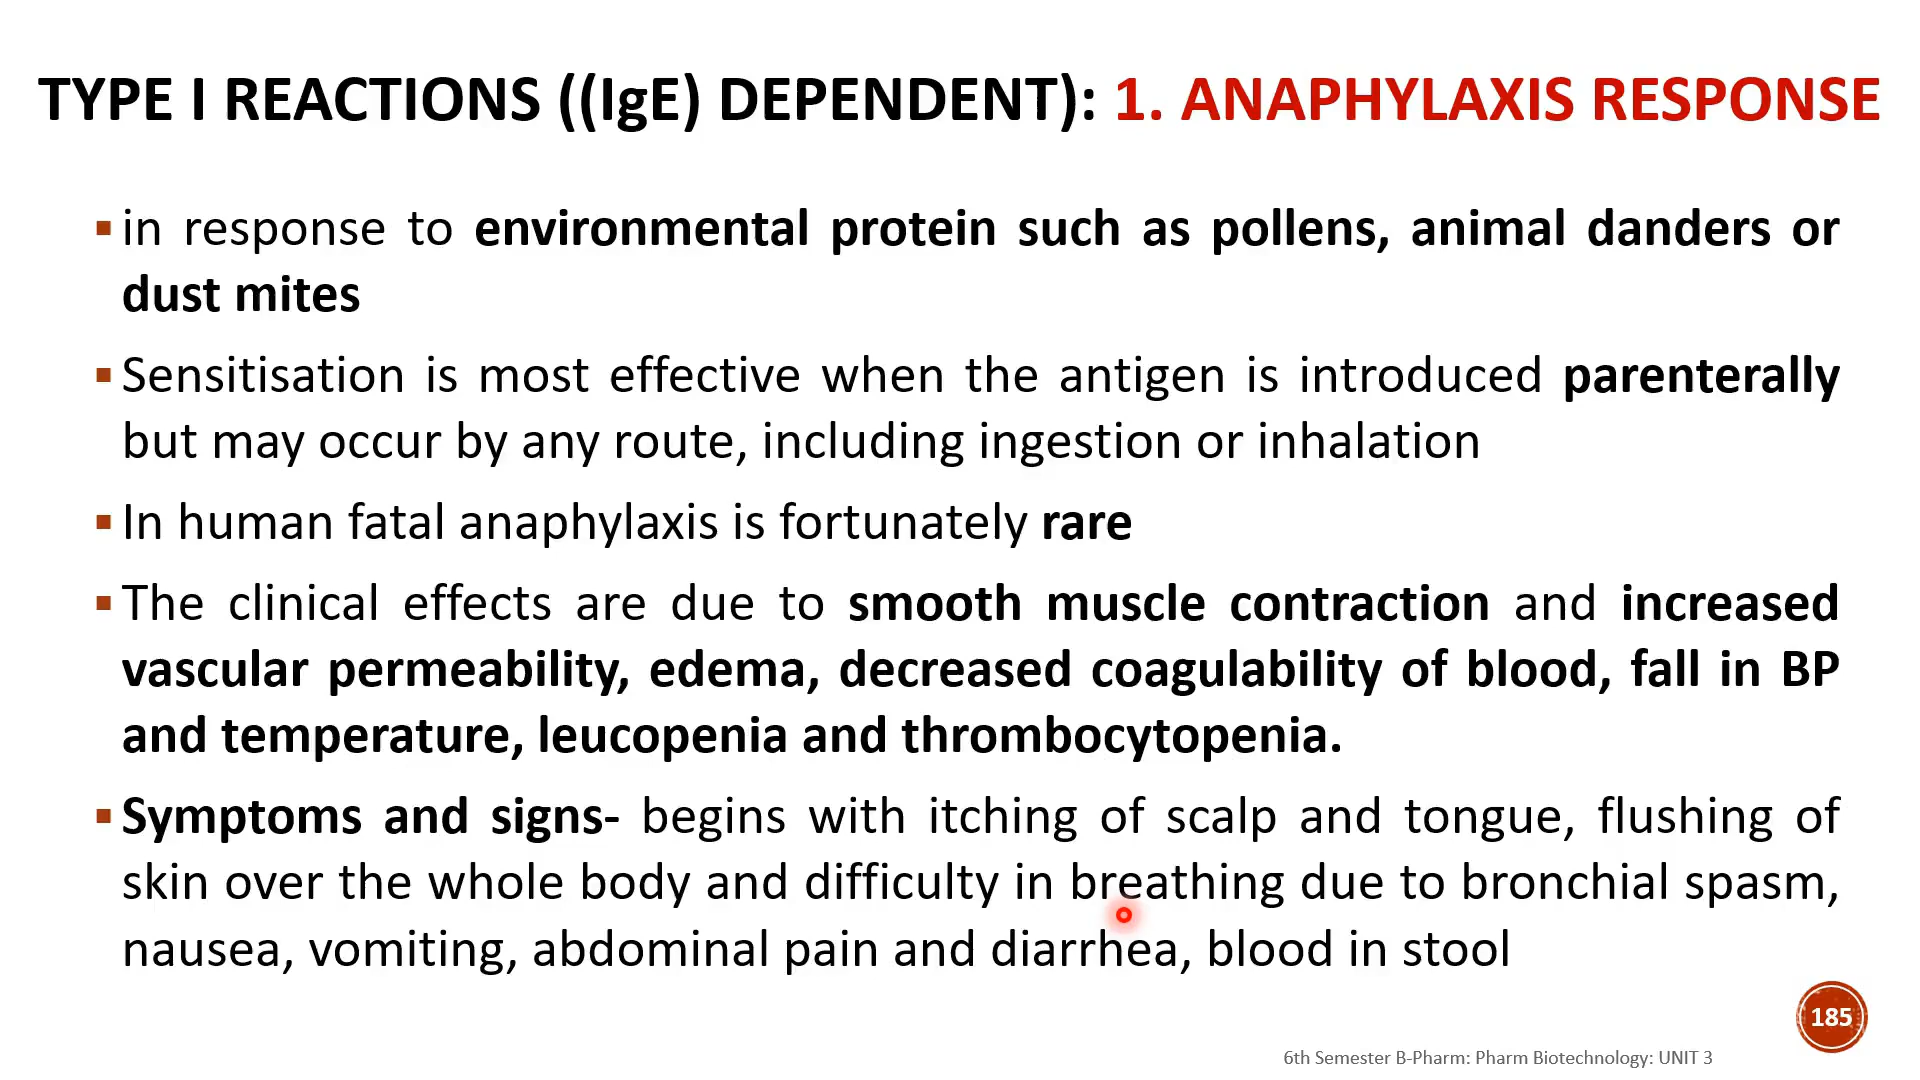 TYPE I REACTIONS ((IgE) DEPENDENT): 1. ANAPHYLAXIS RESPONSE
▪ in response to environmental protein such as pollens, animal danders or
dust mites
▪ Sensitisation is most effective when the antigen is introduced parenterally
but may occur by any route, including ingestion or inhalation
▪ In human fatal anaphylaxis is fortunately rare
▪ The clinical effects are due to smooth muscle contraction and increased
vascular permeability, edema, decreased coagulability of blood, fall in BP
and temperature, leucopenia and thrombocytopenia.
▪ Symptoms and signs- begins with itching of scalp and tongue, flushing of
skin over the whole body and difficulty in breathing due to bronchial spasm,
nausea, vomiting, abdominal pain and diarrhea, blood in stool
185
6th Semester B-Pharm: Pharm Biotechnology: UNIT 3